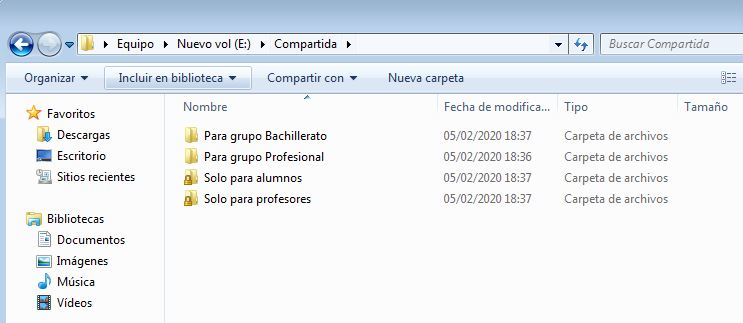 Equipo Nuevo vol (E:) Compartida Buscar Compartida
Organizar Incluir en biblioteca Compartir con Nueva carpeta
Favoritos
Descargas
Escritorio
Sitios recientes
Bibliotecas
Documentos
Imágenes
Música
Vídeos
Nombre Fecha de modifica... Tipo Tamaño
Para grupo Bachillerato 05/02/2020 18:37 Carpeta de archivos
Para grupo Profesional 05/02/2020 18:36 Carpeta de archivos
Solo para alumnos 05/02/2020 18:37 Carpeta de archivos
Solo para profesores 05/02/2020 18:37 Carpeta de archivos